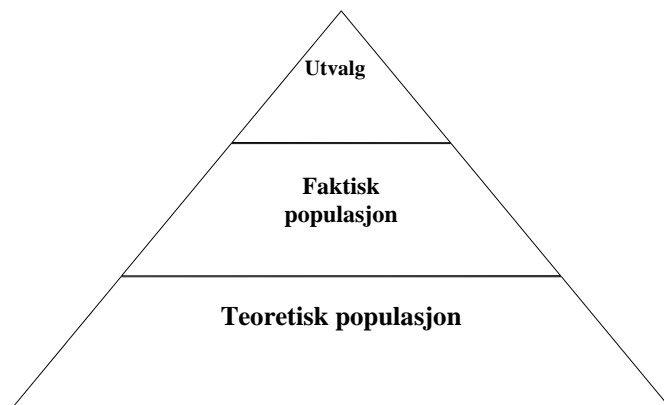 Utvalg
Faktisk
populasjon
Teoretisk populasjon